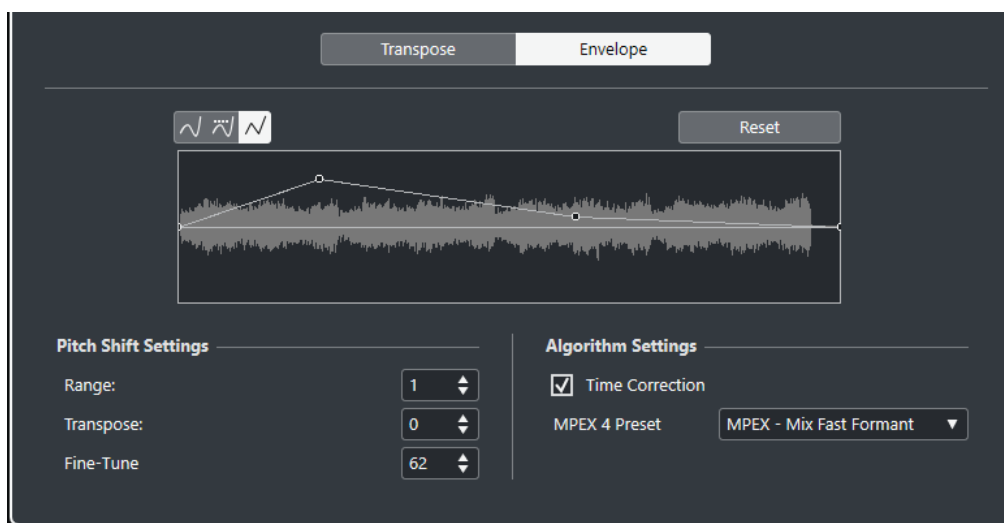 Transpose Envelope
Reset
Pitch Shift Settings
Range: 1
Transpose: 0
Fine-Tune 62
Algorithm Settings
Time Correction
MPEX 4 Preset MPEX - Mix Fast Formant